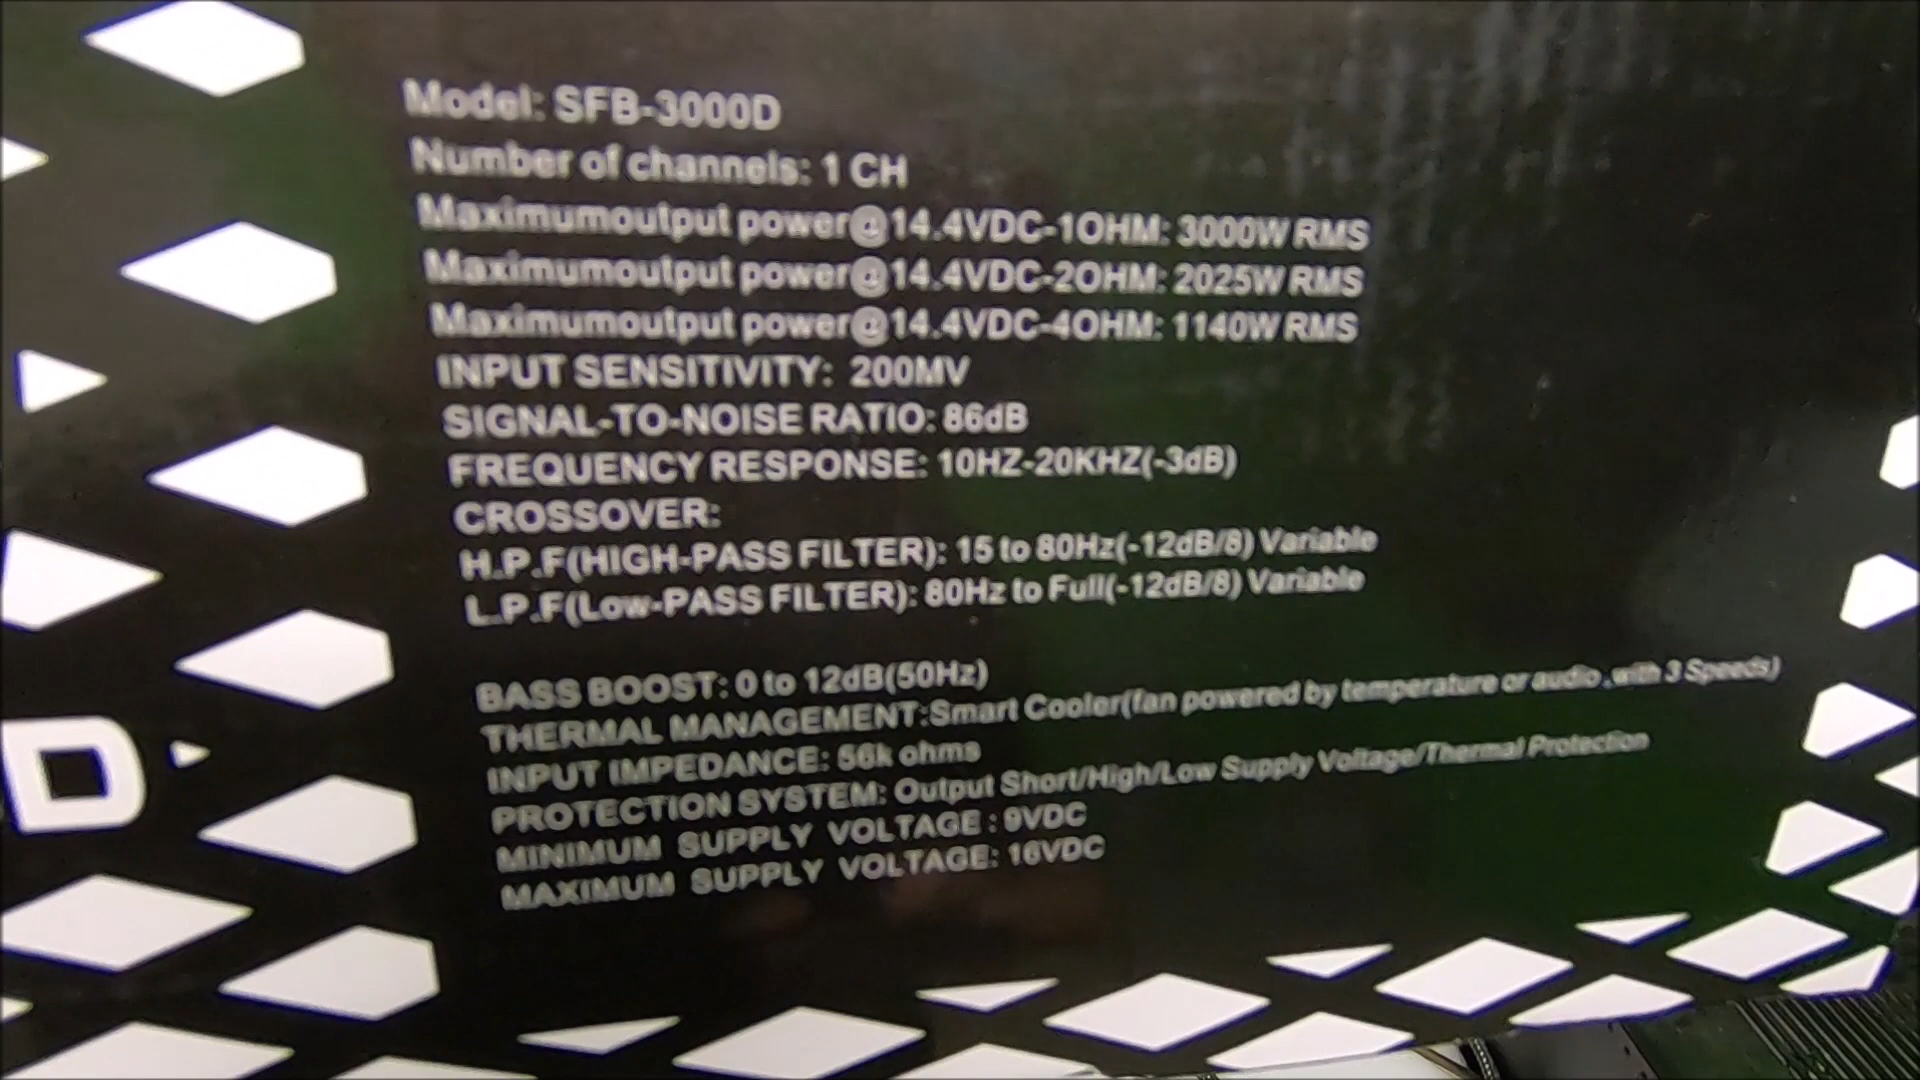 Model: SFB-3000D
Number of channels: 1 CH
Maximumoutput power@14.4VDC-1OHM: 3000W RMS
Maximumoutput power@14.4VDC-2OHM: 2025W RMS
Maximumoutput power@14.4VDC-4OHM: 1140W RMS
INPUT SENSITIVITY: 200MV
SIGNAL-TO-NOISE RATIO: 86dB
FREQUENCY RESPONSE: 10HZ-20KHZ(-3dB)
CROSSOVER:
H.P.F(HIGH-PASS FILTER): 15 to 80Hz(-12dB/8) Variable
L.P.F(Low-PASS FILTER): 80Hz to Full(-12dB/8) Variable
BASS BOOST: 0 to 12dB(50Hz)
THERMAL MANAGEMENT:Smart Cooler(fan powered by temperature or audio ,with 3 Speeds)
INPUT IMPEDANCE: 56k ohms
PROTECTION SYSTEM: Output Short/High/Low Supply Voltage/Thermal Protection
MINIMUM SUPPLY VOLTAGE : 9VDC
MAXIMUM SUPPLY VOLTAGE: 16VDC
D